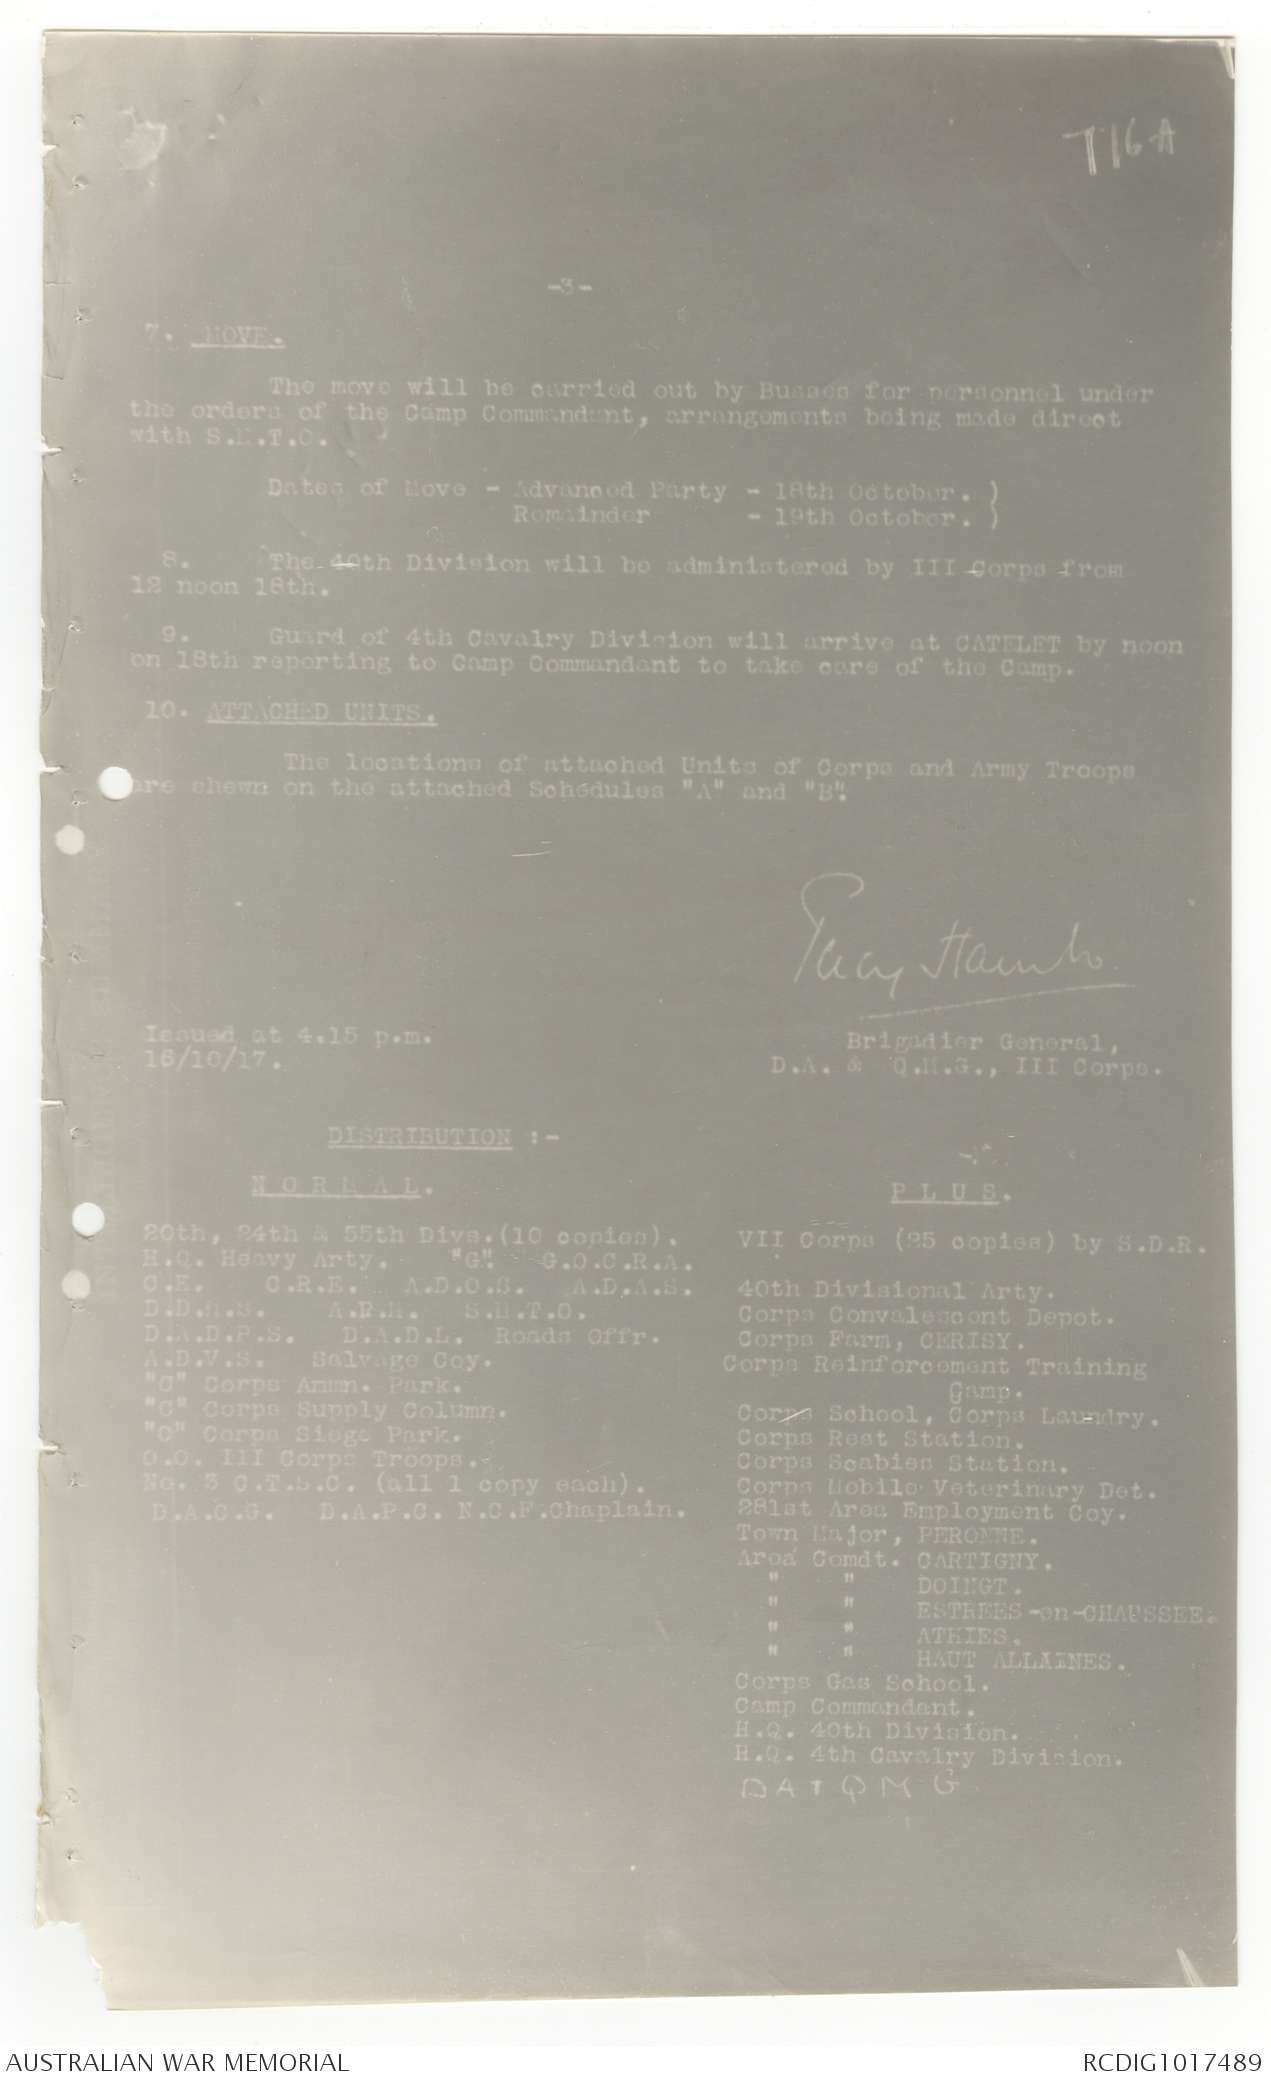 T16A
-3-
7. MOVE.
The move will be carried out by Busses for personnel under
the orders of the Camp Commandant, arrangements being made direct
with S.M.T.O.
Dates of Move - Advanced Party - 18th October. )
Remainder - 19th October. )
8. The 40th Division will be administered by III Corps from
12 noon 18th.
9. Guard of 4th Cavalry Division will arrive at CATELET by noon
on 18th reporting to Camp Commandant to take care of the Camp.
10. ATTACHED UNITS.
The locations of attached Units of Corps and Army Troops
are shewn on the attached Schedules "A" and "B".
Issued at 4.15 p.m.
16/10/17.
Brigadier General,
D.A. & Q.M.G., III Corps.
DISTRIBUTION :-
NORMAL.
20th, 24th & 55th Divs.(10 copies).
H.Q. Heavy Arty. "G". G.O.C.R.A.
C.E. C.R.E. A.D.O.S. A.D.A.S.
D.D.M.S. A.P.M. S.M.T.O.
D.A.D.P.S. D.A.D.L. Roads Offr.
A.D.V.S. Salvage Coy.
"C" Corps Ammn. Park.
"C" Corps Supply Column.
"C" Corps Siege Park.
O.O. III Corps Troops.
No. 3 C.T.S.C. (all 1 copy each).
D.A.C.G. D.A.P.C. N.C.F.Chaplain.
PLUS.
VII Corps (25 copies) by S.D.R.
40th Divisional Arty.
Corps Convalescent Depot.
Corps Farm, CERISY.
Corps Reinforcement Training
Camp.
Corps School, Corps Laundry.
Corps Rest Station.
Corps Scabies Station.
Corps Mobile Veterinary Det.
281st Area Employment Coy.
Town Major, PERONNE.
Area Comdt. CARTIGNY.
" " DOINGT.
" " ESTREES-en-CHAUSSEE.
" " ATHIES.
" " HAUT ALLAINES.
Corps Gas School.
Camp Commandant.
H.Q. 40th Division.
H.Q. 4th Cavalry Division.
DA+QMG
AUSTRALIAN WAR MEMORIAL
RCDIG1017489